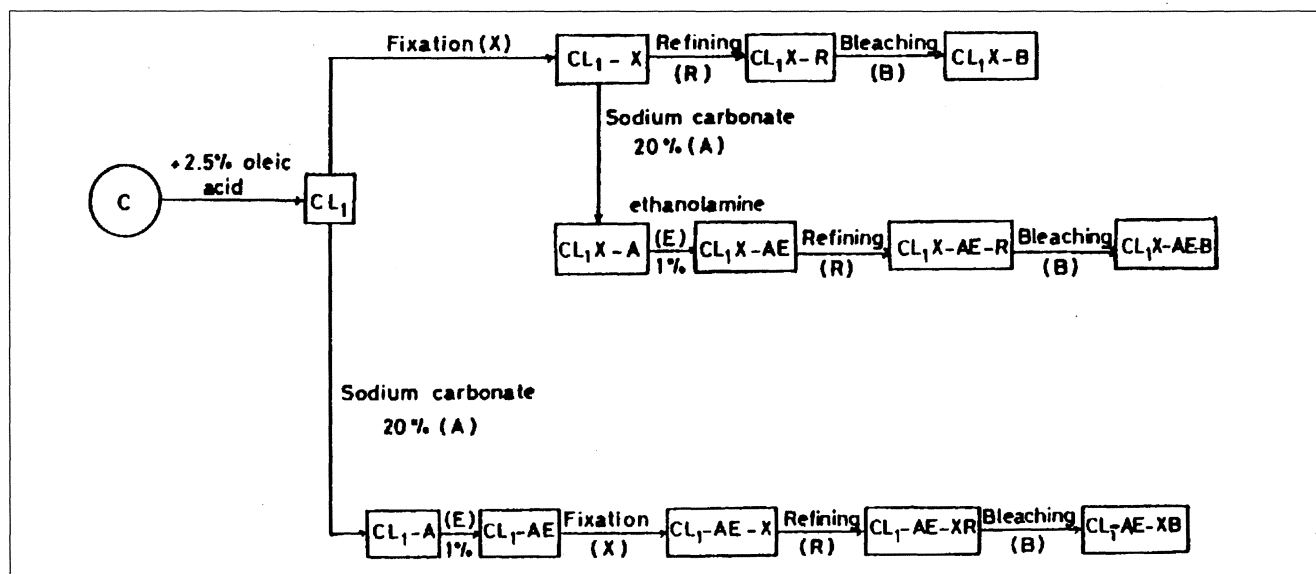 Fixation (X)
CL₁ - X
Refining
(R)
CL₁X-R
Bleaching
(B)
CL₁X-B
Sodium carbonate
20% (A)
C
+2.5% oleic
acid
CL₁
ethanolamine
CL₁X-A
(E)
1%
CL₁X-AE
Refining
(R)
CL₁X-AE-R
Bleaching
(B)
CL₁X-AE-B
Sodium carbonate
20% (A)
CL₁-A
(E)
1%
CL₁-AE
Fixation
(X)
CL₁-AE-X
Refining
(R)
CL₁-AE-XR
Bleaching
(B)
CL₁-AE-XB